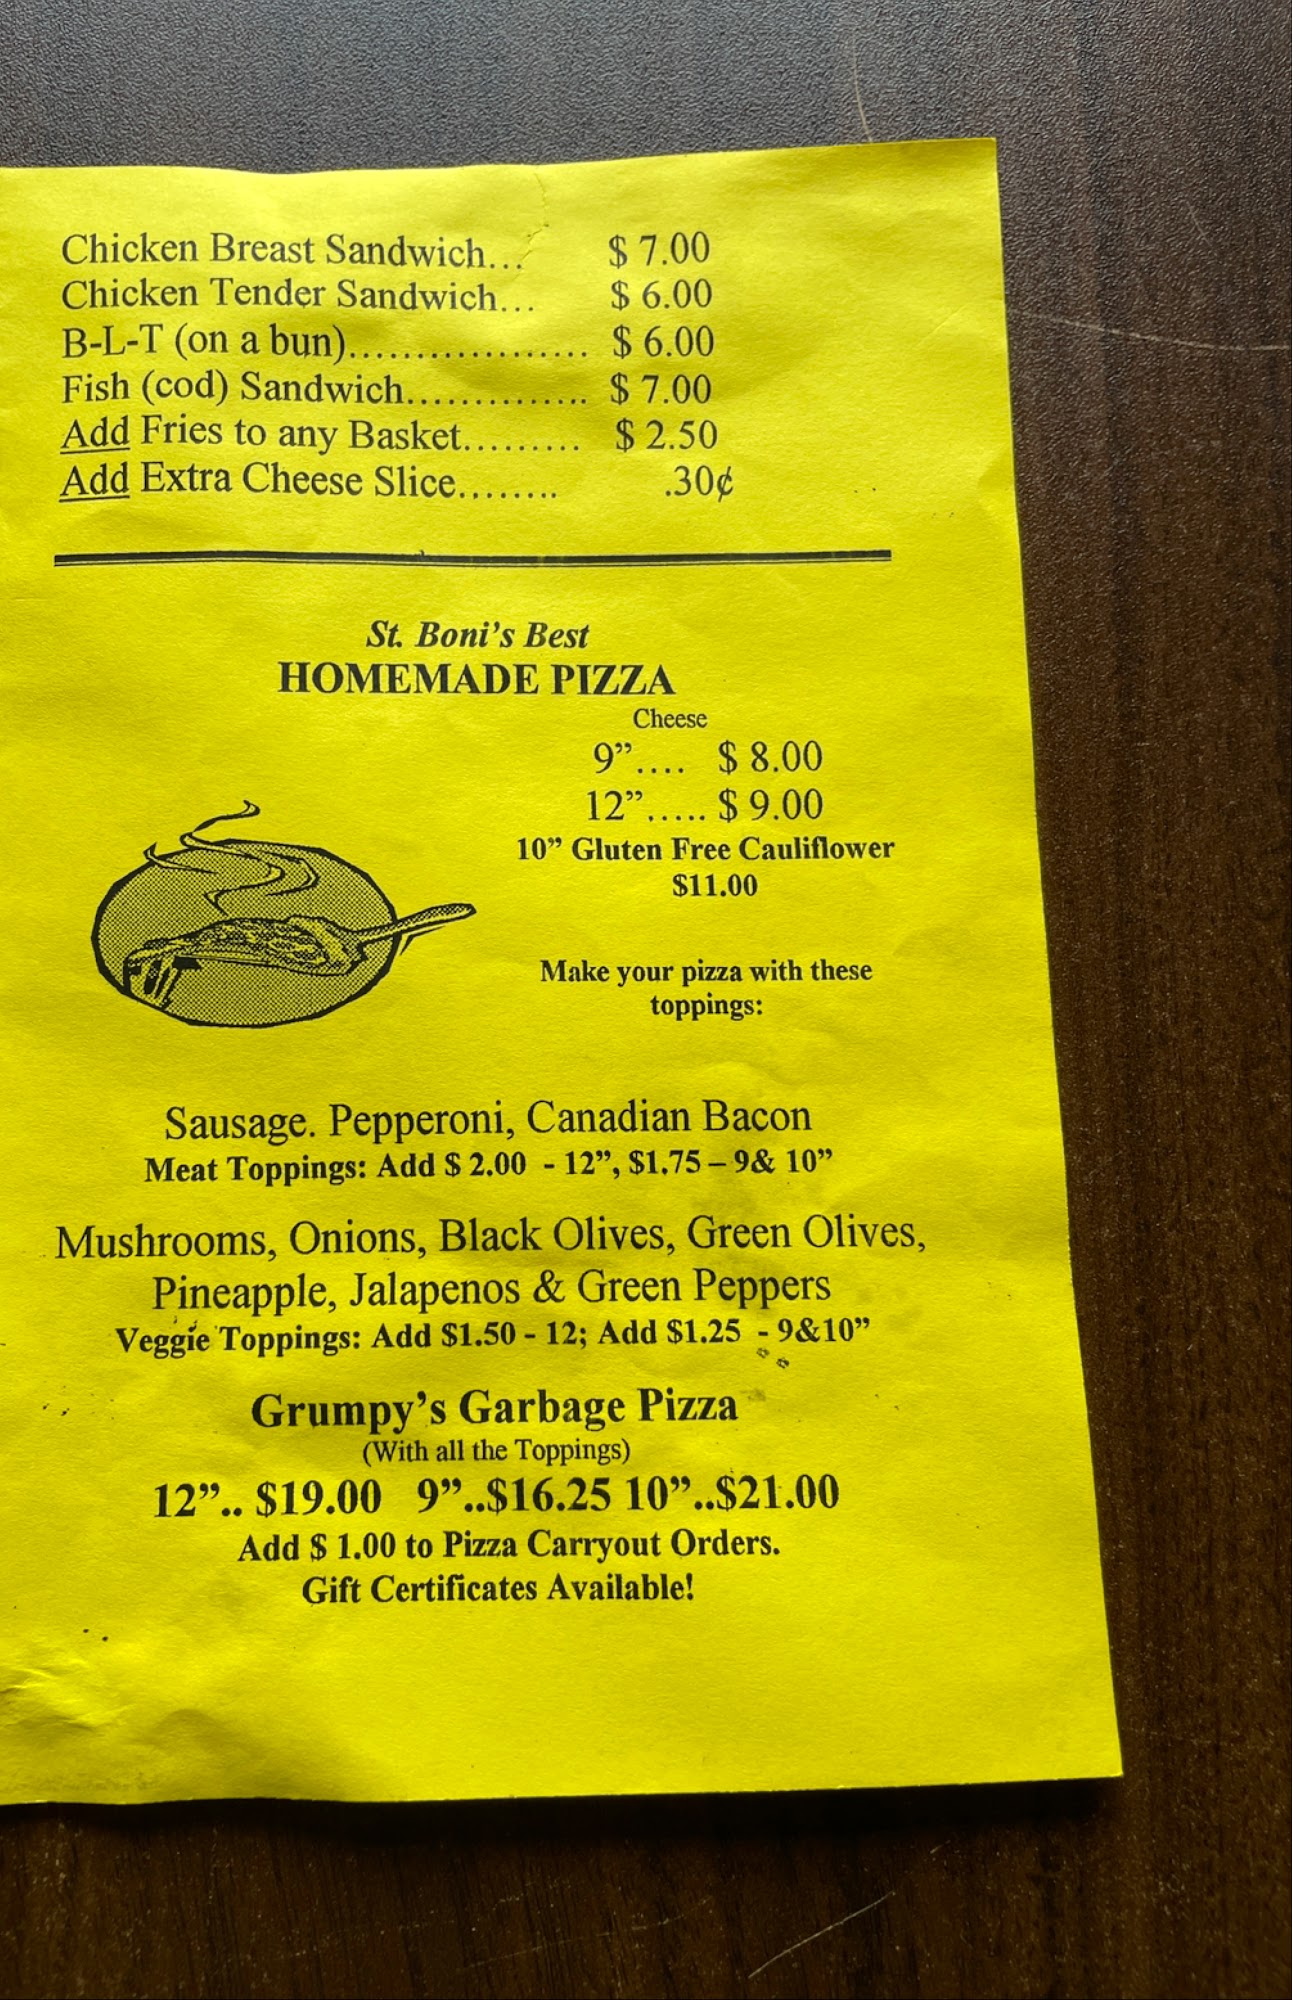 Chicken Breast Sandwich... $ 7.00
Chicken Tender Sandwich... $ 6.00
B-L-T (on a bun).................. $ 6.00
Fish (cod) Sandwich.............. $ 7.00
Add Fries to any Basket......... $ 2.50
Add Extra Cheese Slice........ .30¢
St. Boni's Best
HOMEMADE PIZZA
Cheese
9”.... $ 8.00
12”..... $ 9.00
10” Gluten Free Cauliflower
$11.00
Make your pizza with these
toppings:
Sausage. Pepperoni, Canadian Bacon
Meat Toppings: Add $ 2.00 - 12”, $1.75 – 9& 10”
Mushrooms, Onions, Black Olives, Green Olives,
Pineapple, Jalapenos & Green Peppers
Veggie Toppings: Add $1.50 - 12; Add $1.25 - 9&10”
Grumpy’s Garbage Pizza
(With all the Toppings)
12”.. $19.00 9”..$16.25 10”..$21.00
Add $ 1.00 to Pizza Carryout Orders.
Gift Certificates Available!